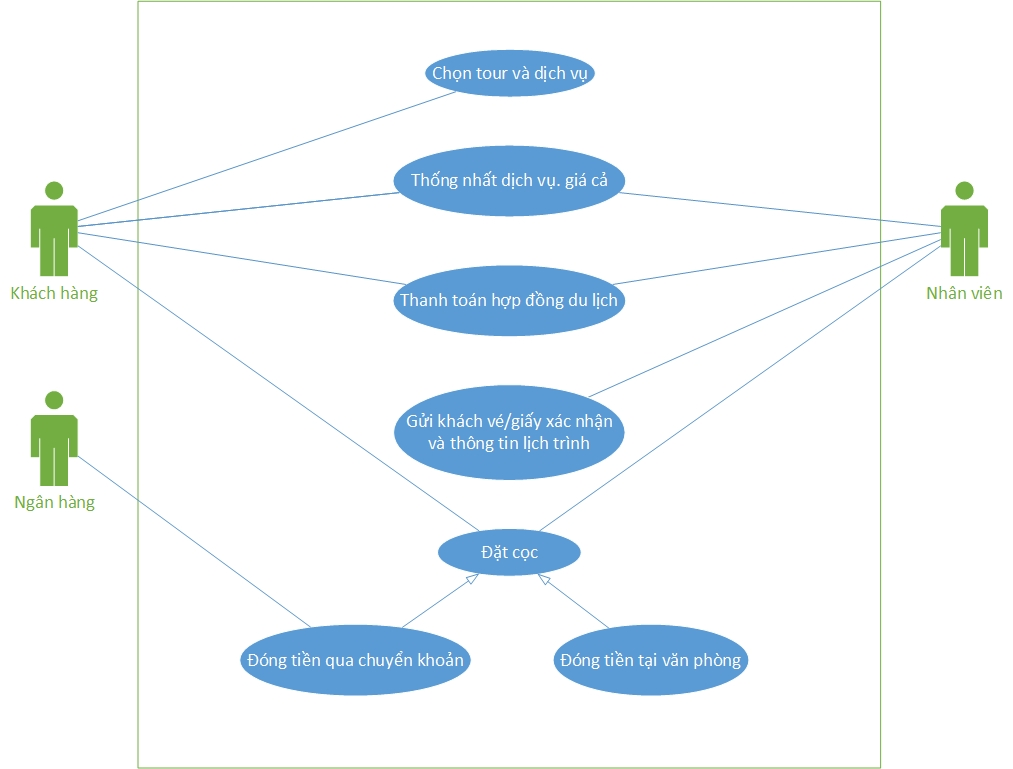 Chọn tour và dịch vụ
Thống nhất dịch vụ. giá cả
Khách hàng
Thanh toán hợp đồng du lịch
Nhân viên
Gửi khách vé/giấy xác nhận
và thông tin lịch trình
Ngân hàng
Đặt cọc
Đóng tiền qua chuyển khoản
Đóng tiền tại văn phòng